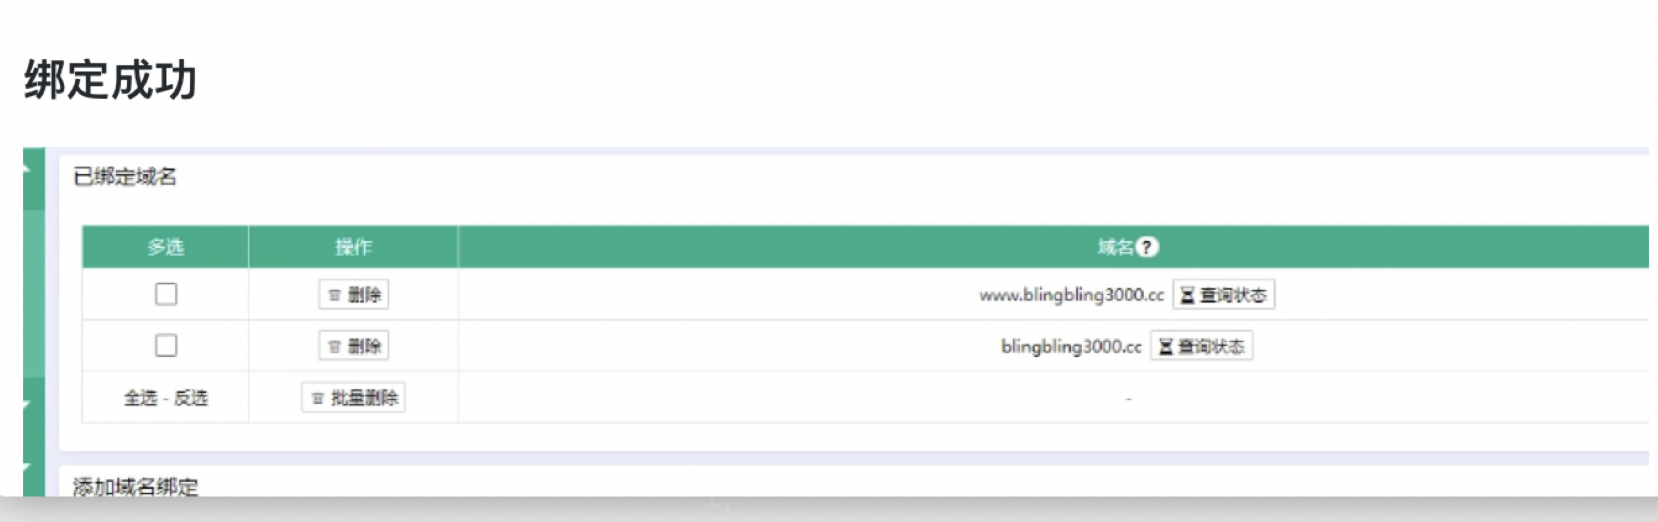 绑定成功
已绑定域名
多选 操作 域名?
删除 www.blingbling3000.cc 查询状态
删除 blingbling3000.cc 查询状态
全选 - 反选 批量删除 -
添加域名绑定